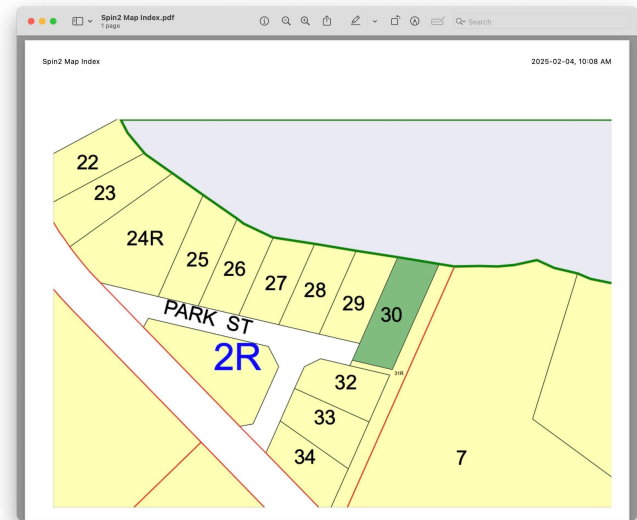 Spin2 Map Index.pdf
1 page
Search
Spin2 Map Index
2025-02-04, 10:08 AM
22
23
24R
25
26
27
28
29
30
PARK ST
2R
31R
32
33
34
7